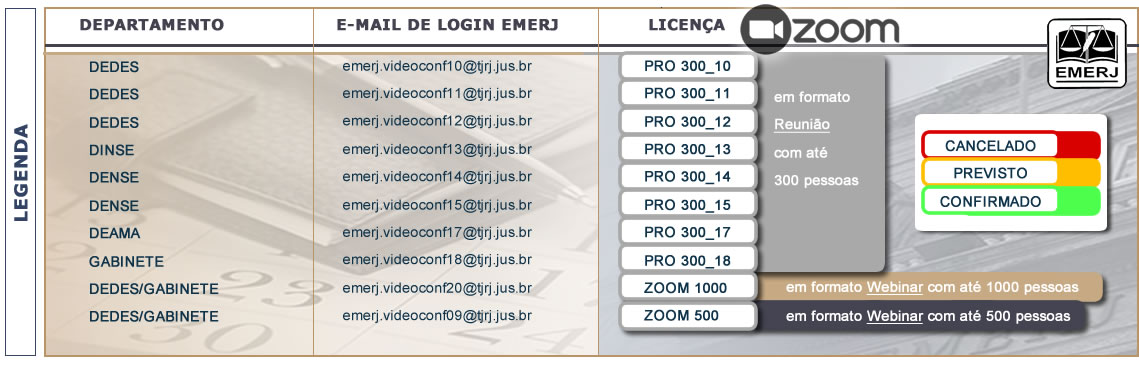 LEGENDA
DEPARTAMENTO E-MAIL DE LOGIN EMERJ LICENÇA zoom
EMERJ
DEDES emerj.videoconf10@tjrj.jus.br PRO 300_10
DEDES emerj.videoconf11@tjrj.jus.br PRO 300_11
DEDES emerj.videoconf12@tjrj.jus.br PRO 300_12
DINSE emerj.videoconf13@tjrj.jus.br PRO 300_13
DENSE emerj.videoconf14@tjrj.jus.br PRO 300_14
DENSE emerj.videoconf15@tjrj.jus.br PRO 300_15
DEAMA emerj.videoconf17@tjrj.jus.br PRO 300_17
GABINETE emerj.videoconf18@tjrj.jus.br PRO 300_18
em formato
Reunião
com até
300 pessoas
DEDES/GABINETE emerj.videoconf20@tjrj.jus.br ZOOM 1000 em formato Webinar com até 1000 pessoas
DEDES/GABINETE emerj.videoconf09@tjrj.jus.br ZOOM 500 em formato Webinar com até 500 pessoas
CANCELADO
PREVISTO
CONFIRMADO
23
30